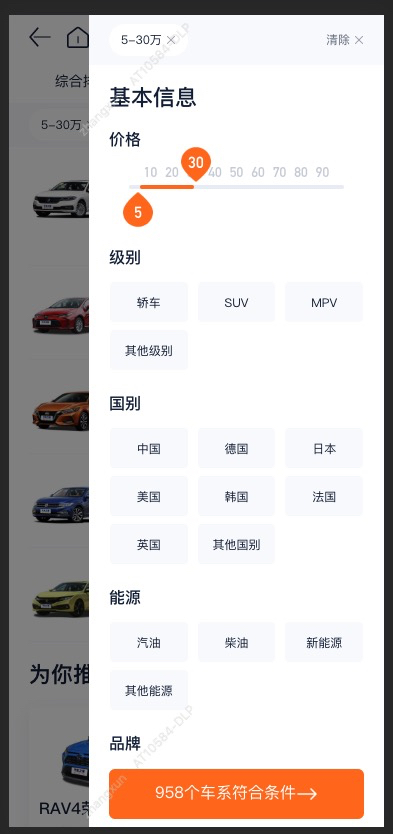 5-30万 ×
清除 ×
综合排
5-30万
基本信息
价格
10 20 30 40 50 60 70 80 90
5
级别
轿车 SUV MPV
其他级别
国别
中国 德国 日本
美国 韩国 法国
英国 其他国别
能源
汽油 柴油 新能源
其他能源
为你推
品牌
958个车系符合条件→
RAV4荣
AT10584-DLP
AT10584-DLP